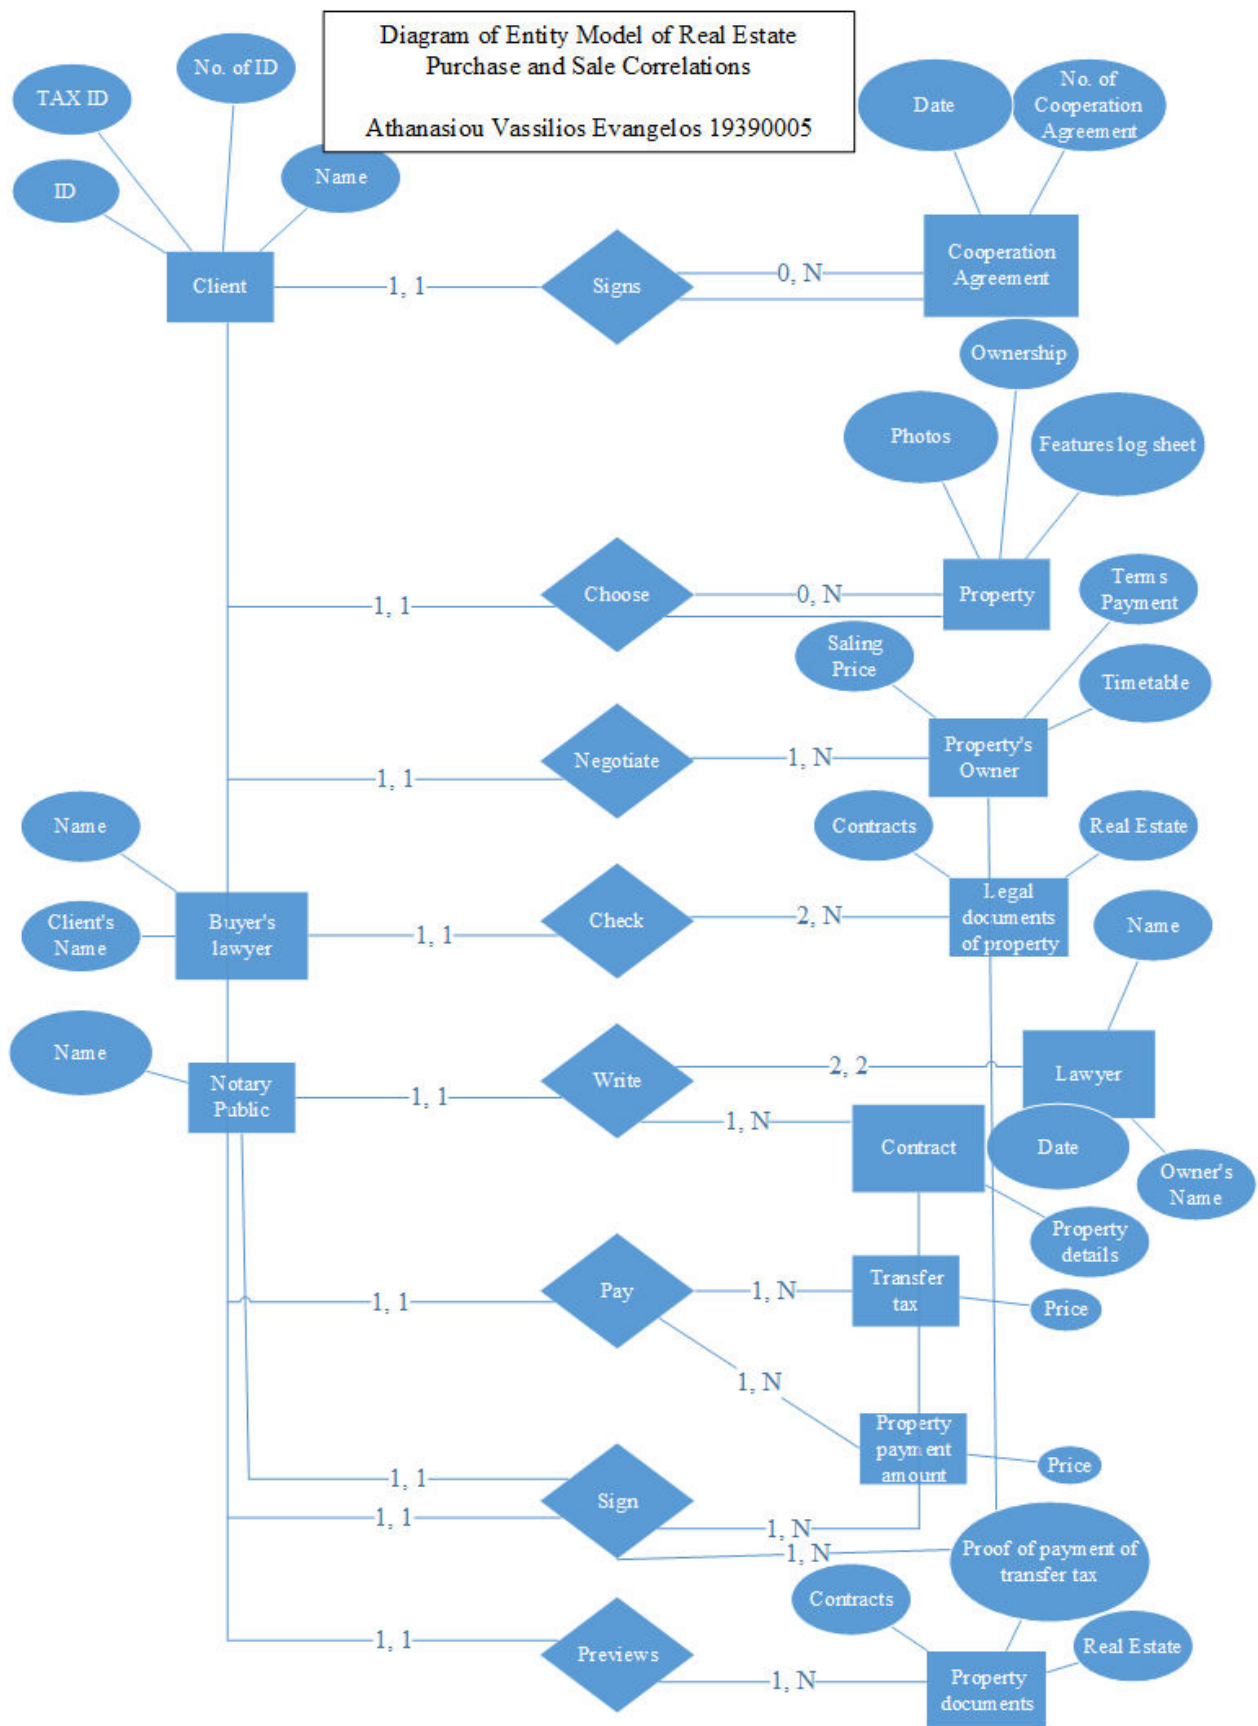 Diagram of Entity Model of Real Estate
Purchase and Sale Correlations
Athanasiou Vassilios Evangelos 19390005
No. of ID
TAX ID
ID
Name
Date
No. of
Cooperation
Agreement
Client
1, 1
Signs
0, N
Cooperation
Agreement
Ownership
Photos
Features log sheet
1, 1
Choose
0, N
Property
Terms
Payment
Saling
Price
Timetable
1, 1
Negotiate
1, N
Property's
Owner
Name
Contracts
Real Estate
Client's
Name
Buyer's
lawyer
1, 1
Check
2, N
Legal
documents
of property
Name
Name
Notary
Public
1, 1
Write
2, 2
Lawyer
1, N
Contract
Date
Owner's
Name
Property
details
1, 1
Pay
1, N
Transfer
tax
Price
1, N
Property
payment
amount
Price
1, 1
1, 1
Sign
1, N
1, N
Proof of payment of
transfer tax
Contracts
Real Estate
1, 1
Previews
1, N
Property
documents